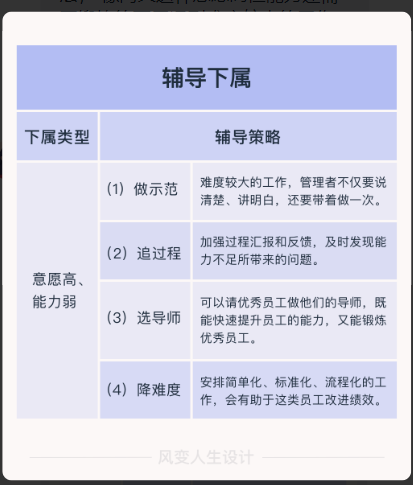 辅导下属
下属类型
辅导策略
意愿高、
能力弱
(1) 做示范
难度较大的工作，管理者不仅要说
清楚、讲明白，还要带着做一次。
(2) 追过程
加强过程汇报和反馈，及时发现能
力不足所带来的问题。
(3) 选导师
可以请优秀员工做他们的导师，既
能快速提升员工的能力，又能锻炼
优秀员工。
(4) 降难度
安排简单化、标准化、流程化的工
作，会有助于这类员工改进绩效。
风变人生设计